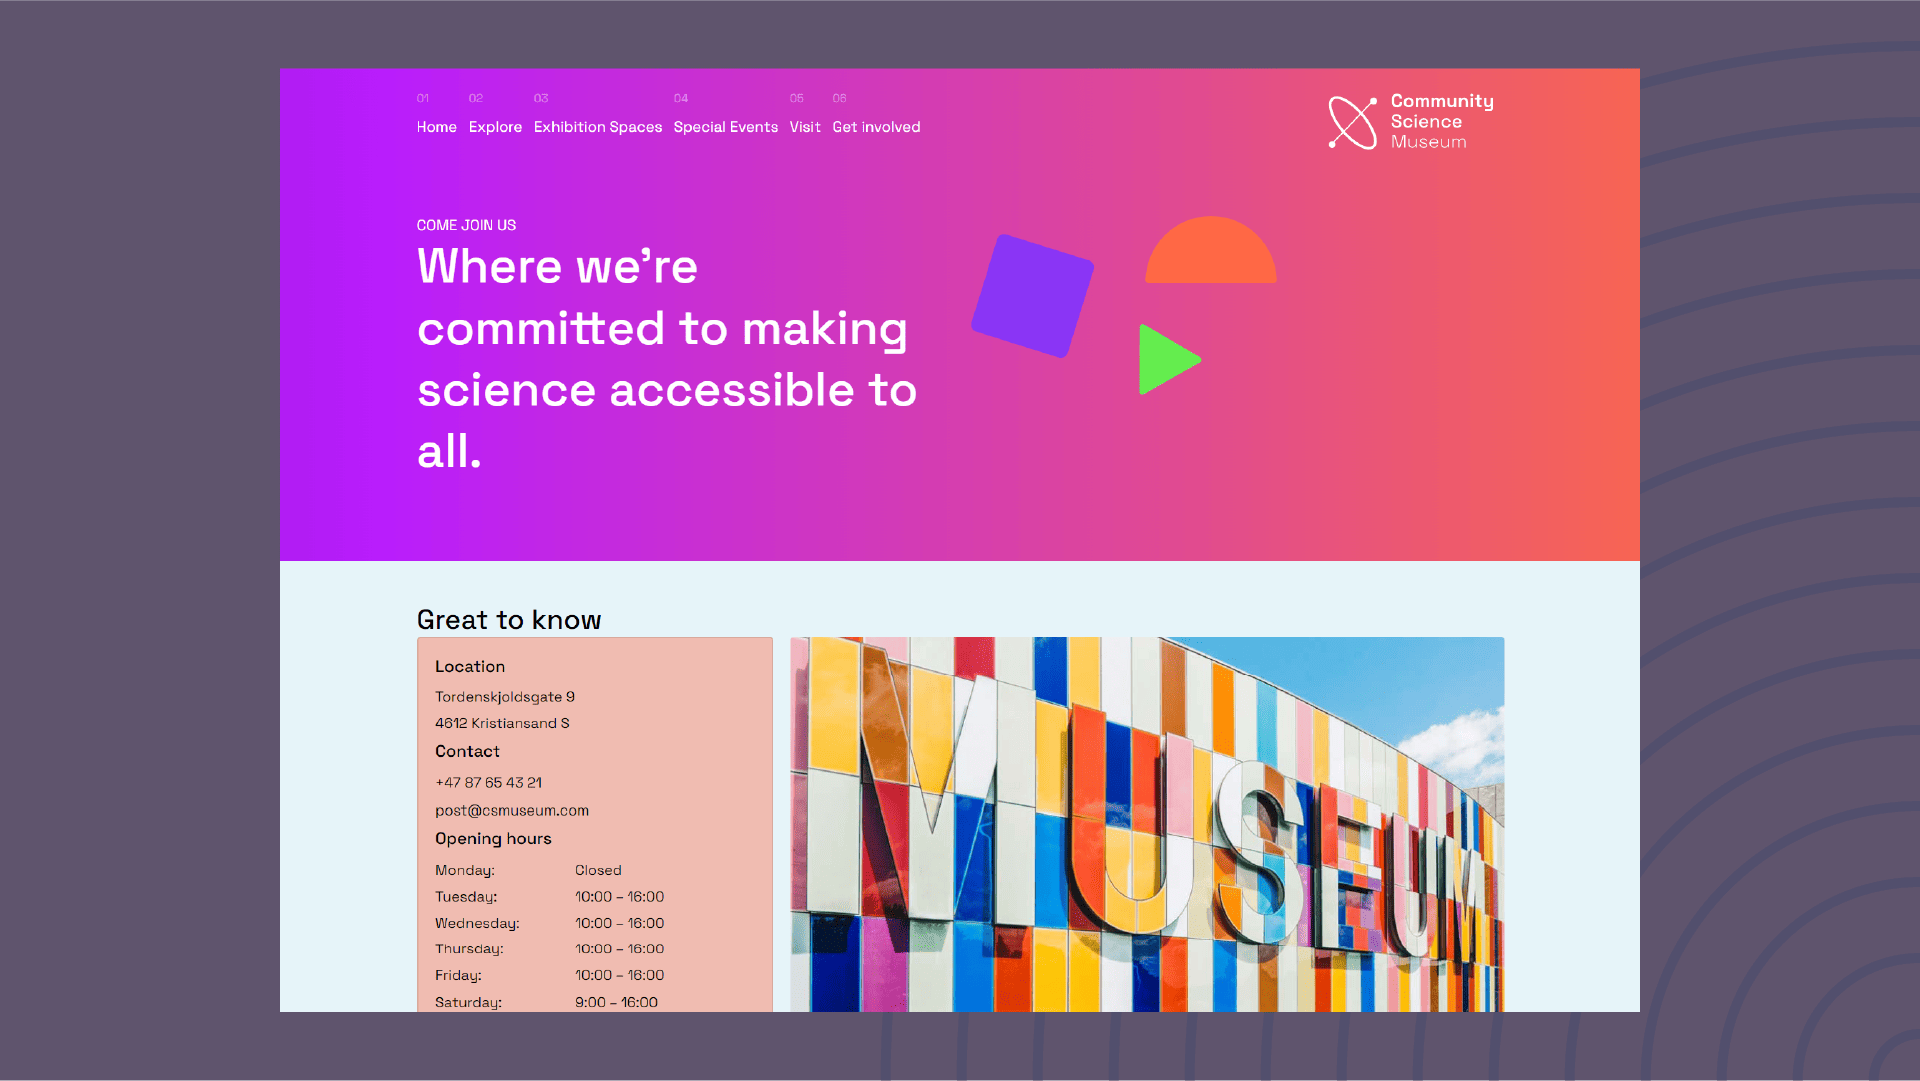 01 02 03 04 05 06
Home Explore Exhibition Spaces Special Events Visit Get involved
Community
Science
Museum
COME JOIN US
Where we're
committed to making
science accessible to
all.
Great to know
Location
Tordenskjoldsgate 9
4612 Kristiansand S
Contact
+47 87 65 43 21
post@csmuseum.com
Opening hours
Monday: Closed
Tuesday: 10:00 – 16:00
Wednesday: 10:00 – 16:00
Thursday: 10:00 – 16:00
Friday: 10:00 – 16:00
Saturday: 9:00 – 16:00
MUSEUM